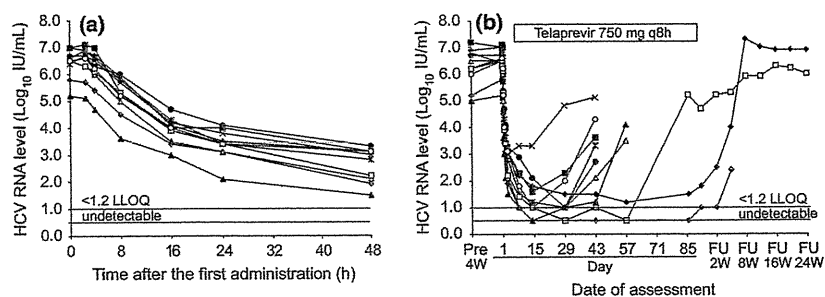 (a)
HCV RNA level (Log10 IU/mL)
8.0
7.0
6.0
5.0
4.0
3.0
2.0
1.0
0.0
<1.2 LLOQ
undetectable
0 8 16 24 32 40 48
Time after the first administration (h)
(b)
Telaprevir 750 mg q8h
HCV RNA level (Log10 IU/mL)
8.0
7.0
6.0
5.0
4.0
3.0
2.0
1.0
0.0
<1.2 LLOQ
undetectable
Pre 1 15 29 43 57 71 85 FU FU FU FU
4W 2W 8W 16W 24W
Day
Date of assessment